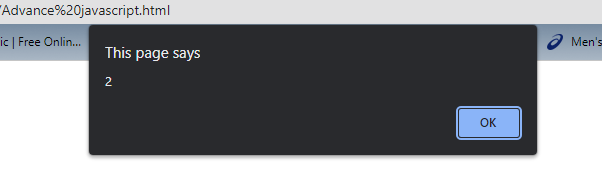 /Advance%20javascript.html
ic | Free Onlin...
Men's
This page says
2
OK